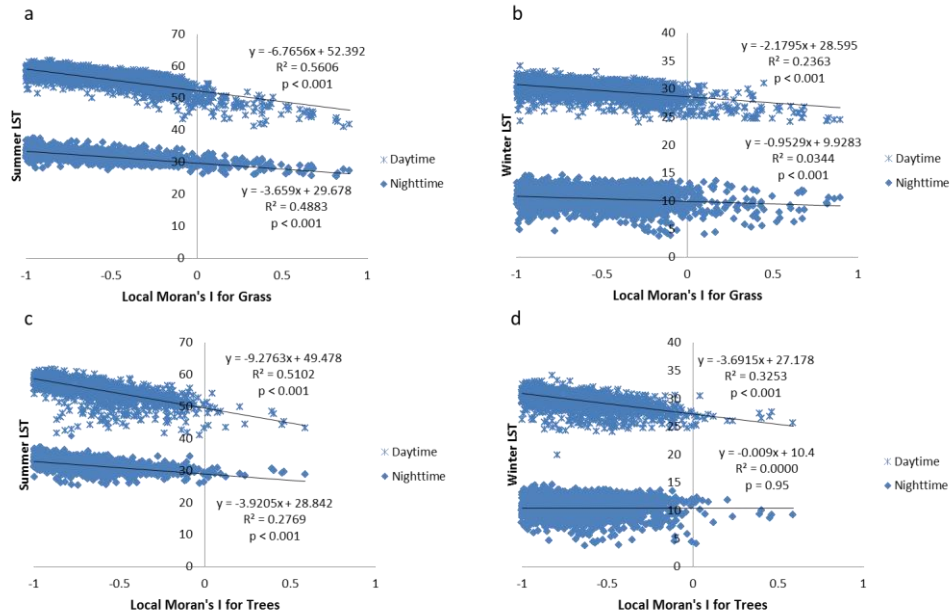 a
70
60
50
40
30
20
10
0
-1 -0.5 0 0.5 1
Summer LST
Local Moran's I for Grass
y = -6.7656x + 52.392
R² = 0.5606
p < 0.001
y = -3.659x + 29.678
R² = 0.4883
p < 0.001
Daytime
Nighttime
b
40
35
30
25
20
15
10
5
0
-1 -0.5 0 0.5 1
Winter LST
Local Moran's I for Grass
y = -2.1795x + 28.595
R² = 0.2363
p < 0.001
y = -0.9529x + 9.9283
R² = 0.0344
p < 0.001
Daytime
Nighttime
c
70
60
50
40
30
20
10
0
-1 -0.5 0 0.5 1
Summer LST
Local Moran's I for Trees
y = -9.2763x + 49.478
R² = 0.5102
p < 0.001
y = -3.9205x + 28.842
R² = 0.2769
p < 0.001
Daytime
Nighttime
d
40
35
30
25
20
15
10
5
0
-1 -0.5 0 0.5 1
Winter LST
Local Moran's I for Trees
y = -3.6915x + 27.178
R² = 0.3253
p < 0.001
y = -0.009x + 10.4
R² = 0.0000
p = 0.95
Daytime
Nighttime